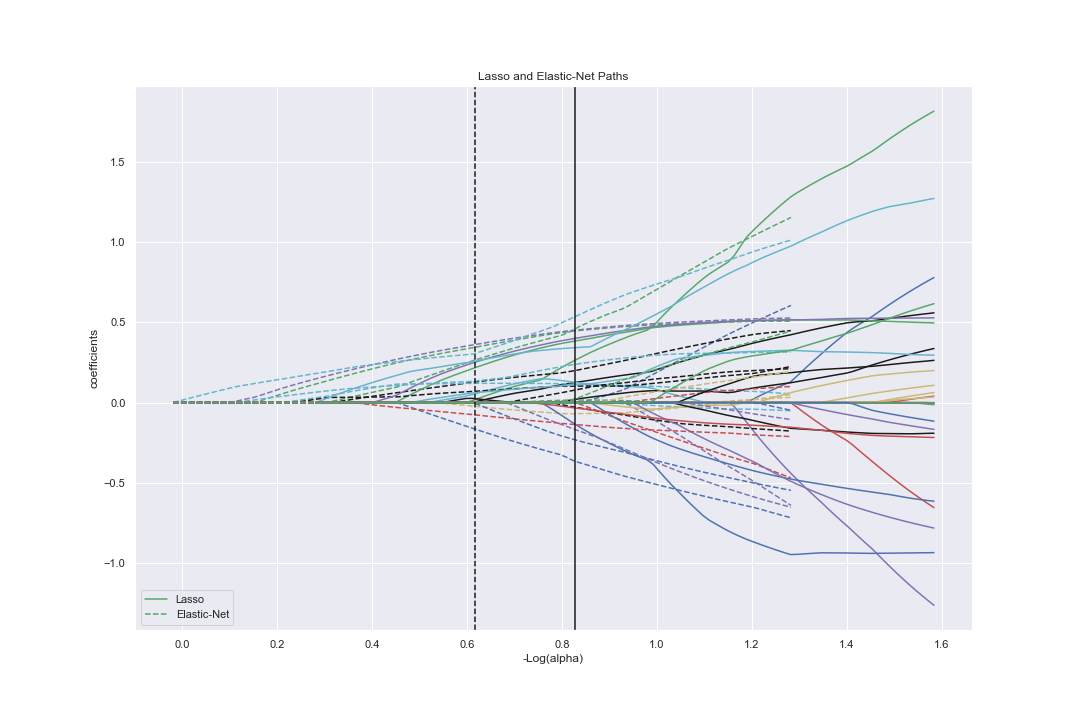 Lasso and Elastic-Net Paths
coefficients
1.5
1.0
0.5
0.0
−0.5
−1.0
Lasso
Elastic-Net
0.0 0.2 0.4 0.6 0.8 1.0 1.2 1.4 1.6
-Log(alpha)